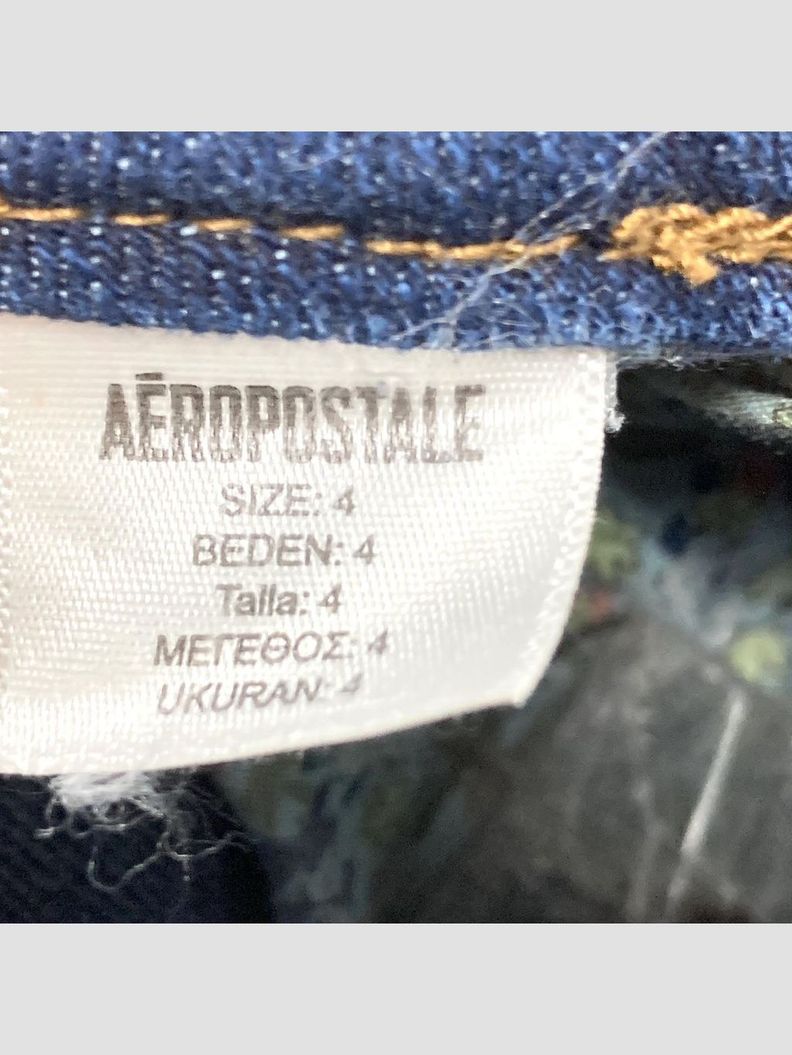 AÉROPOSTALE
SIZE: 4
BEDEN: 4
Talla: 4
ΜΕΓΕΘΟΣ: 4
UKURAN: 4